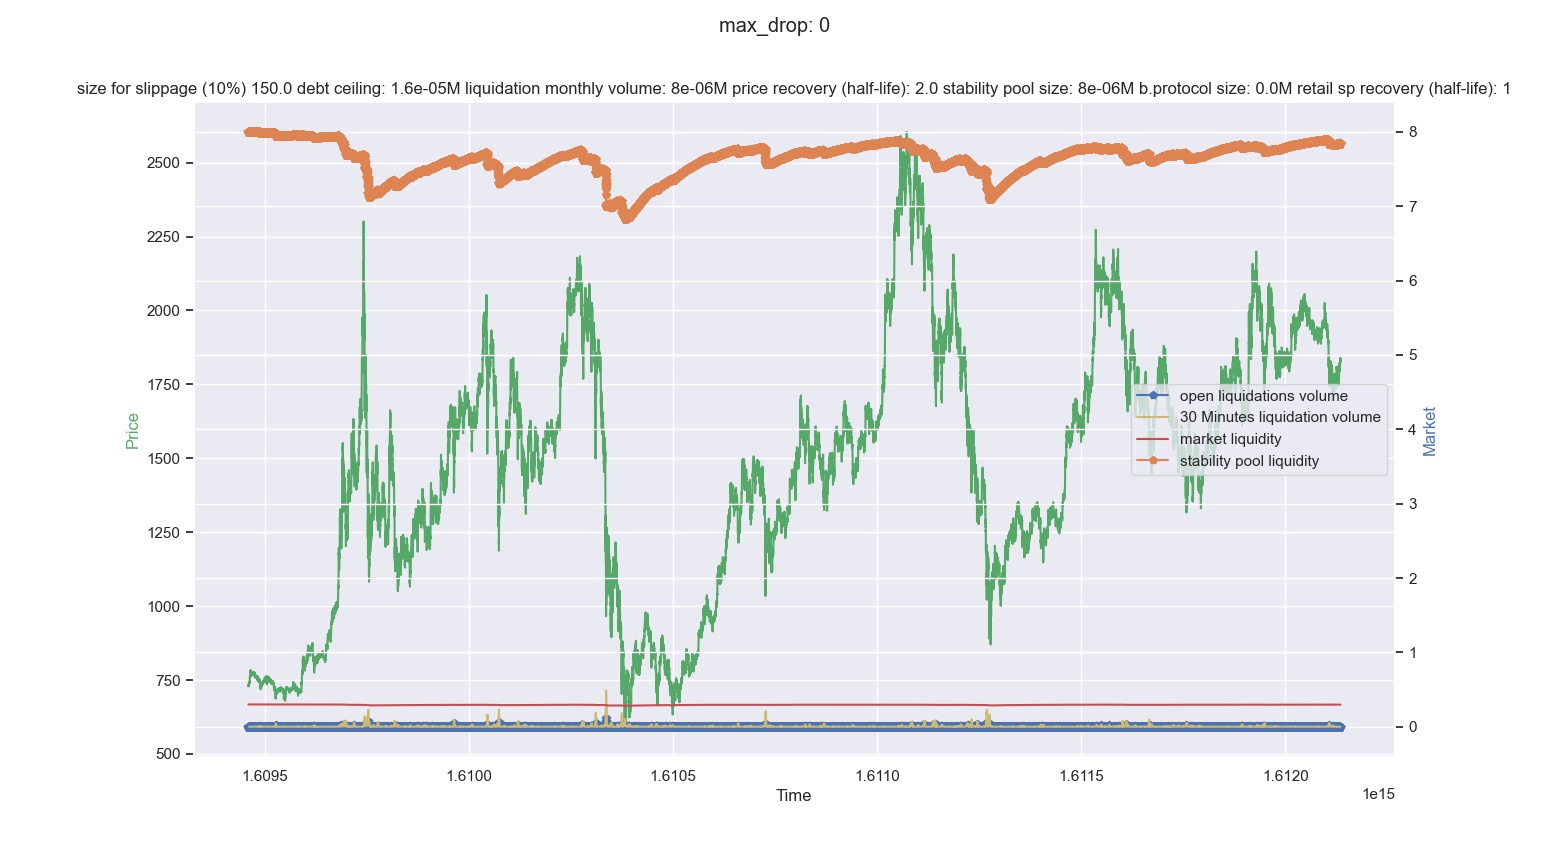 max_drop: 0
size for slippage (10%) 150.0 debt ceiling: 1.6e-05M liquidation monthly volume: 8e-06M price recovery (half-life): 2.0 stability pool size: 8e-06M b.protocol size: 0.0M retail sp recovery (half-life): 1
2500
2250
2000
1750
1500
1250
1000
750
500
Price
8
7
6
5
4
3
2
1
0
Market
open liquidations volume
30 Minutes liquidation volume
market liquidity
stability pool liquidity
1.6095
1.6100
1.6105
1.6110
1.6115
1.6120
Time
1e15